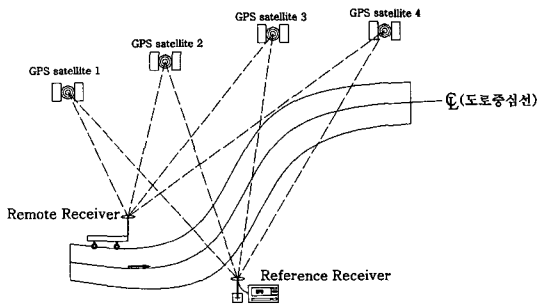 GPS satellite 1
GPS satellite 2
GPS satellite 3
GPS satellite 4
℄(도로중심선)
Remote Receiver
Reference Receiver